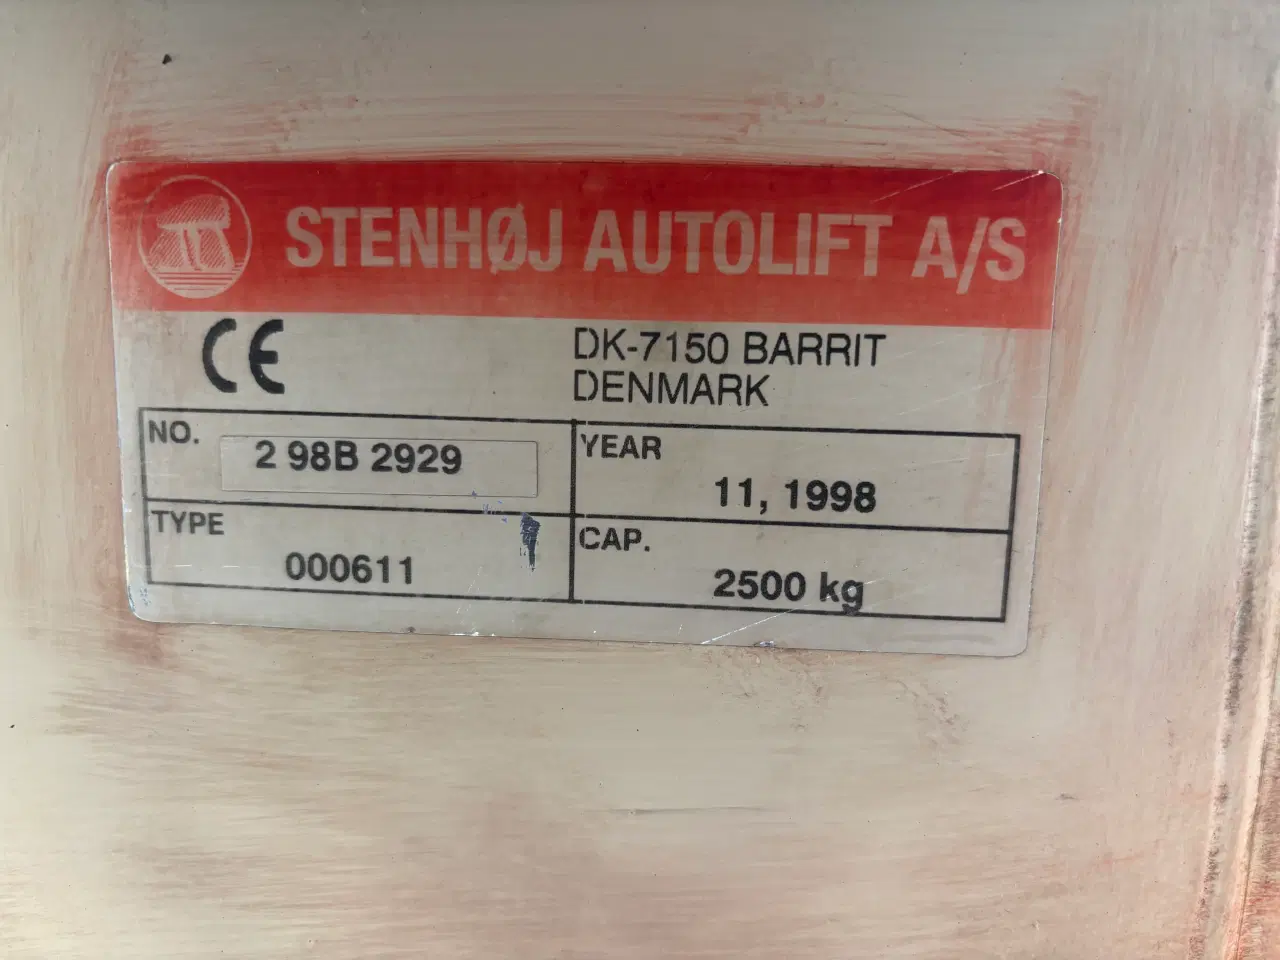 STENHØJ AUTOLIFT A/S
CE
DK-7150 BARRIT
DENMARK
NO. 2 98B 2929
YEAR 11, 1998
TYPE 000611
CAP. 2500 kg